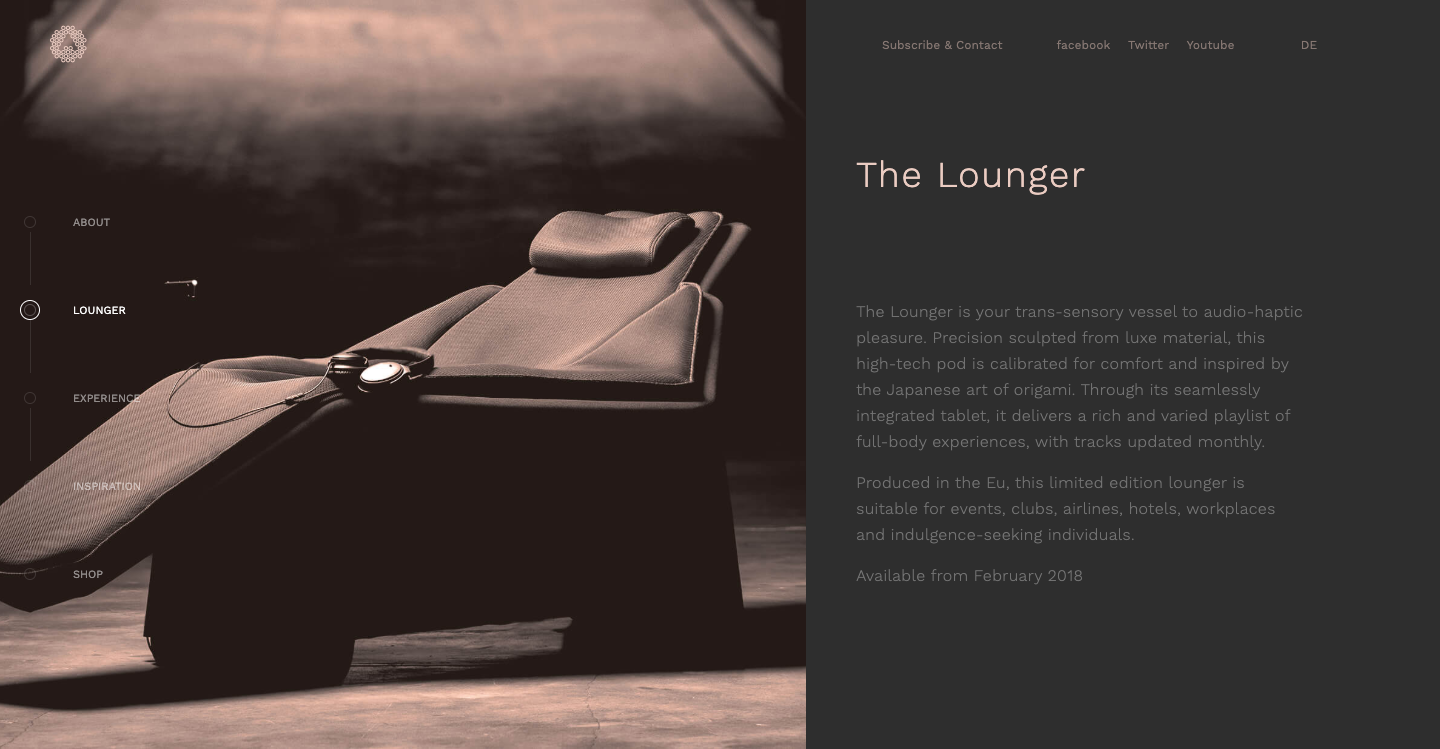 Subscribe & Contact facebook Twitter Youtube DE
ABOUT
LOUNGER
EXPERIENCE
INSPIRATION
SHOP
The Lounger
The Lounger is your trans-sensory vessel to audio-haptic
pleasure. Precision sculpted from luxe material, this
high-tech pod is calibrated for comfort and inspired by
the Japanese art of origami. Through its seamlessly
integrated tablet, it delivers a rich and varied playlist of
full-body experiences, with tracks updated monthly.
Produced in the Eu, this limited edition lounger is
suitable for events, clubs, airlines, hotels, workplaces
and indulgence-seeking individuals.
Available from February 2018